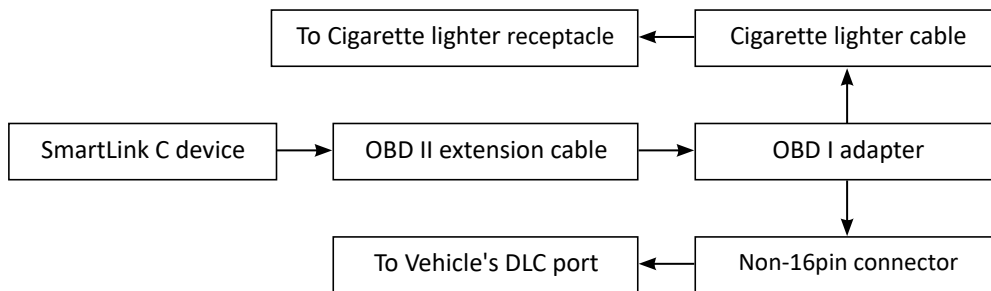 To Cigarette lighter receptacle
Cigarette lighter cable
SmartLink C device
OBD II extension cable
OBD I adapter
To Vehicle's DLC port
Non-16pin connector